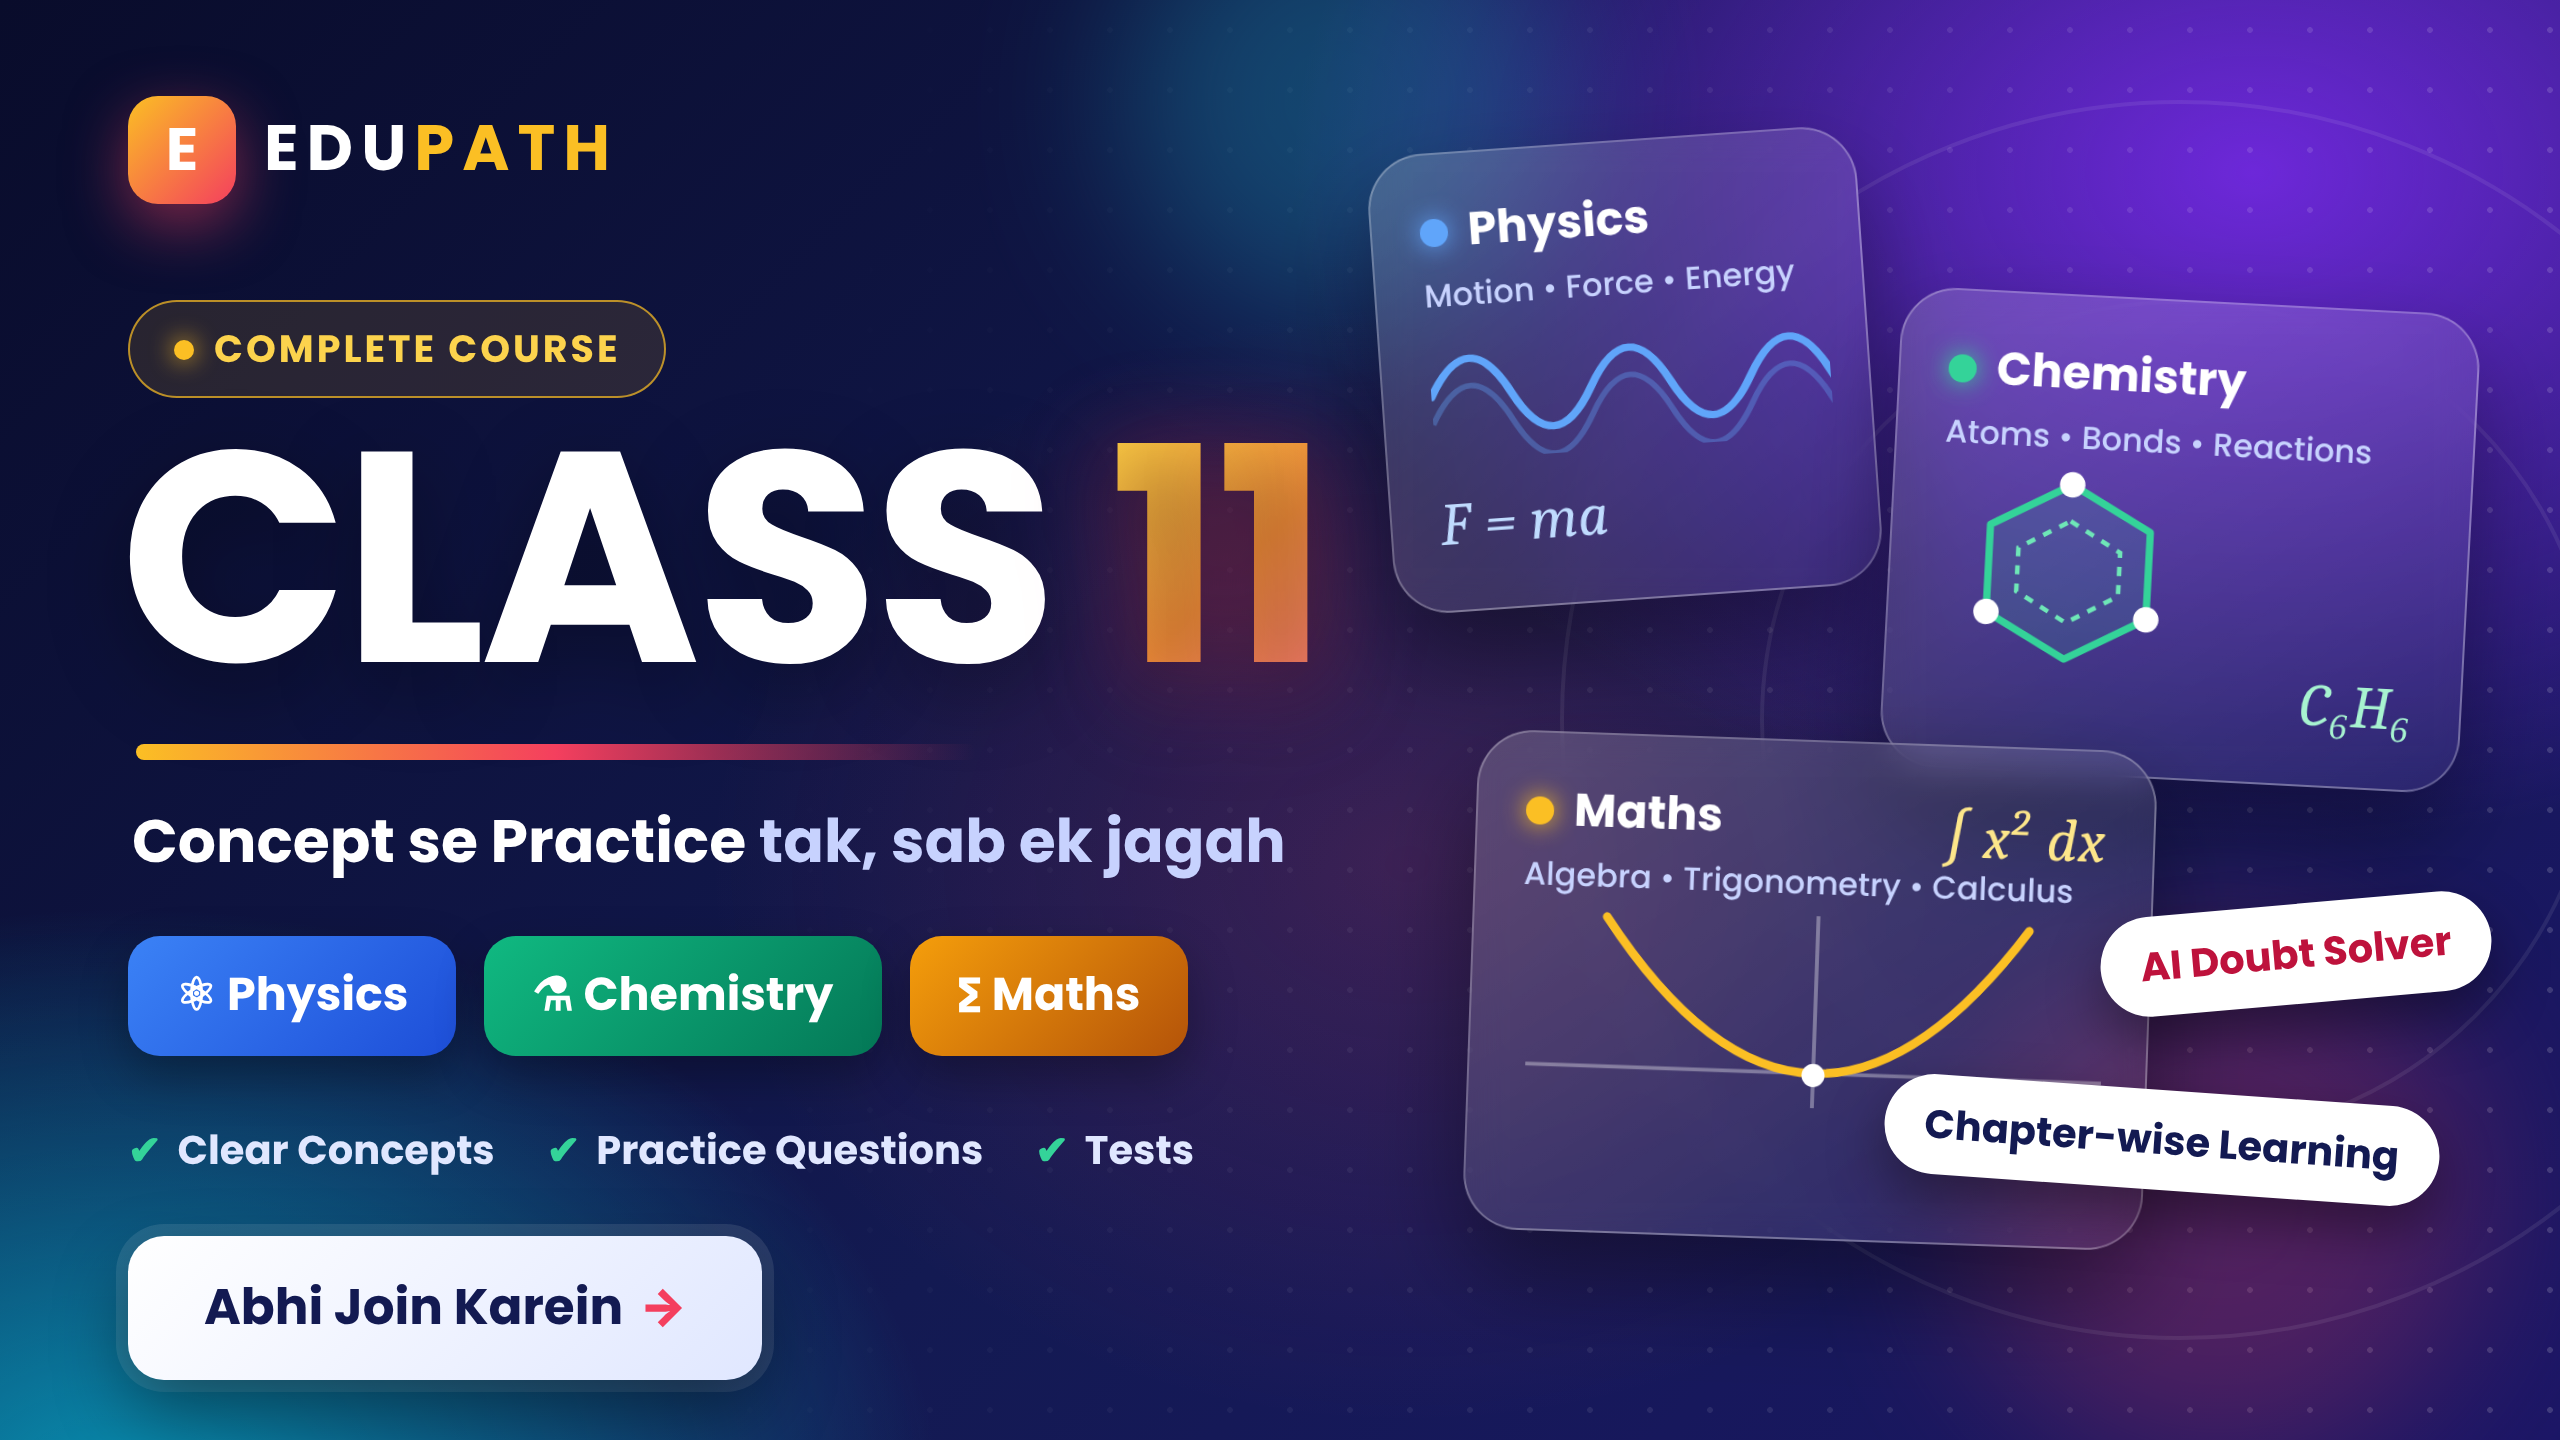 E
EDUPATH
COMPLETE COURSE
CLASS 11
Concept se Practice tak, sab ek jagah
⚛ Physics
⚗ Chemistry
Σ Maths
✔ Clear Concepts
✔ Practice Questions
✔ Tests
Abhi Join Karein →
Physics
Motion • Force • Energy
F = ma
Chemistry
Atoms • Bonds • Reactions
C₆H₆
Maths
∫ x² dx
Algebra • Trigonometry • Calculus
AI Doubt Solver
Chapter-wise Learning